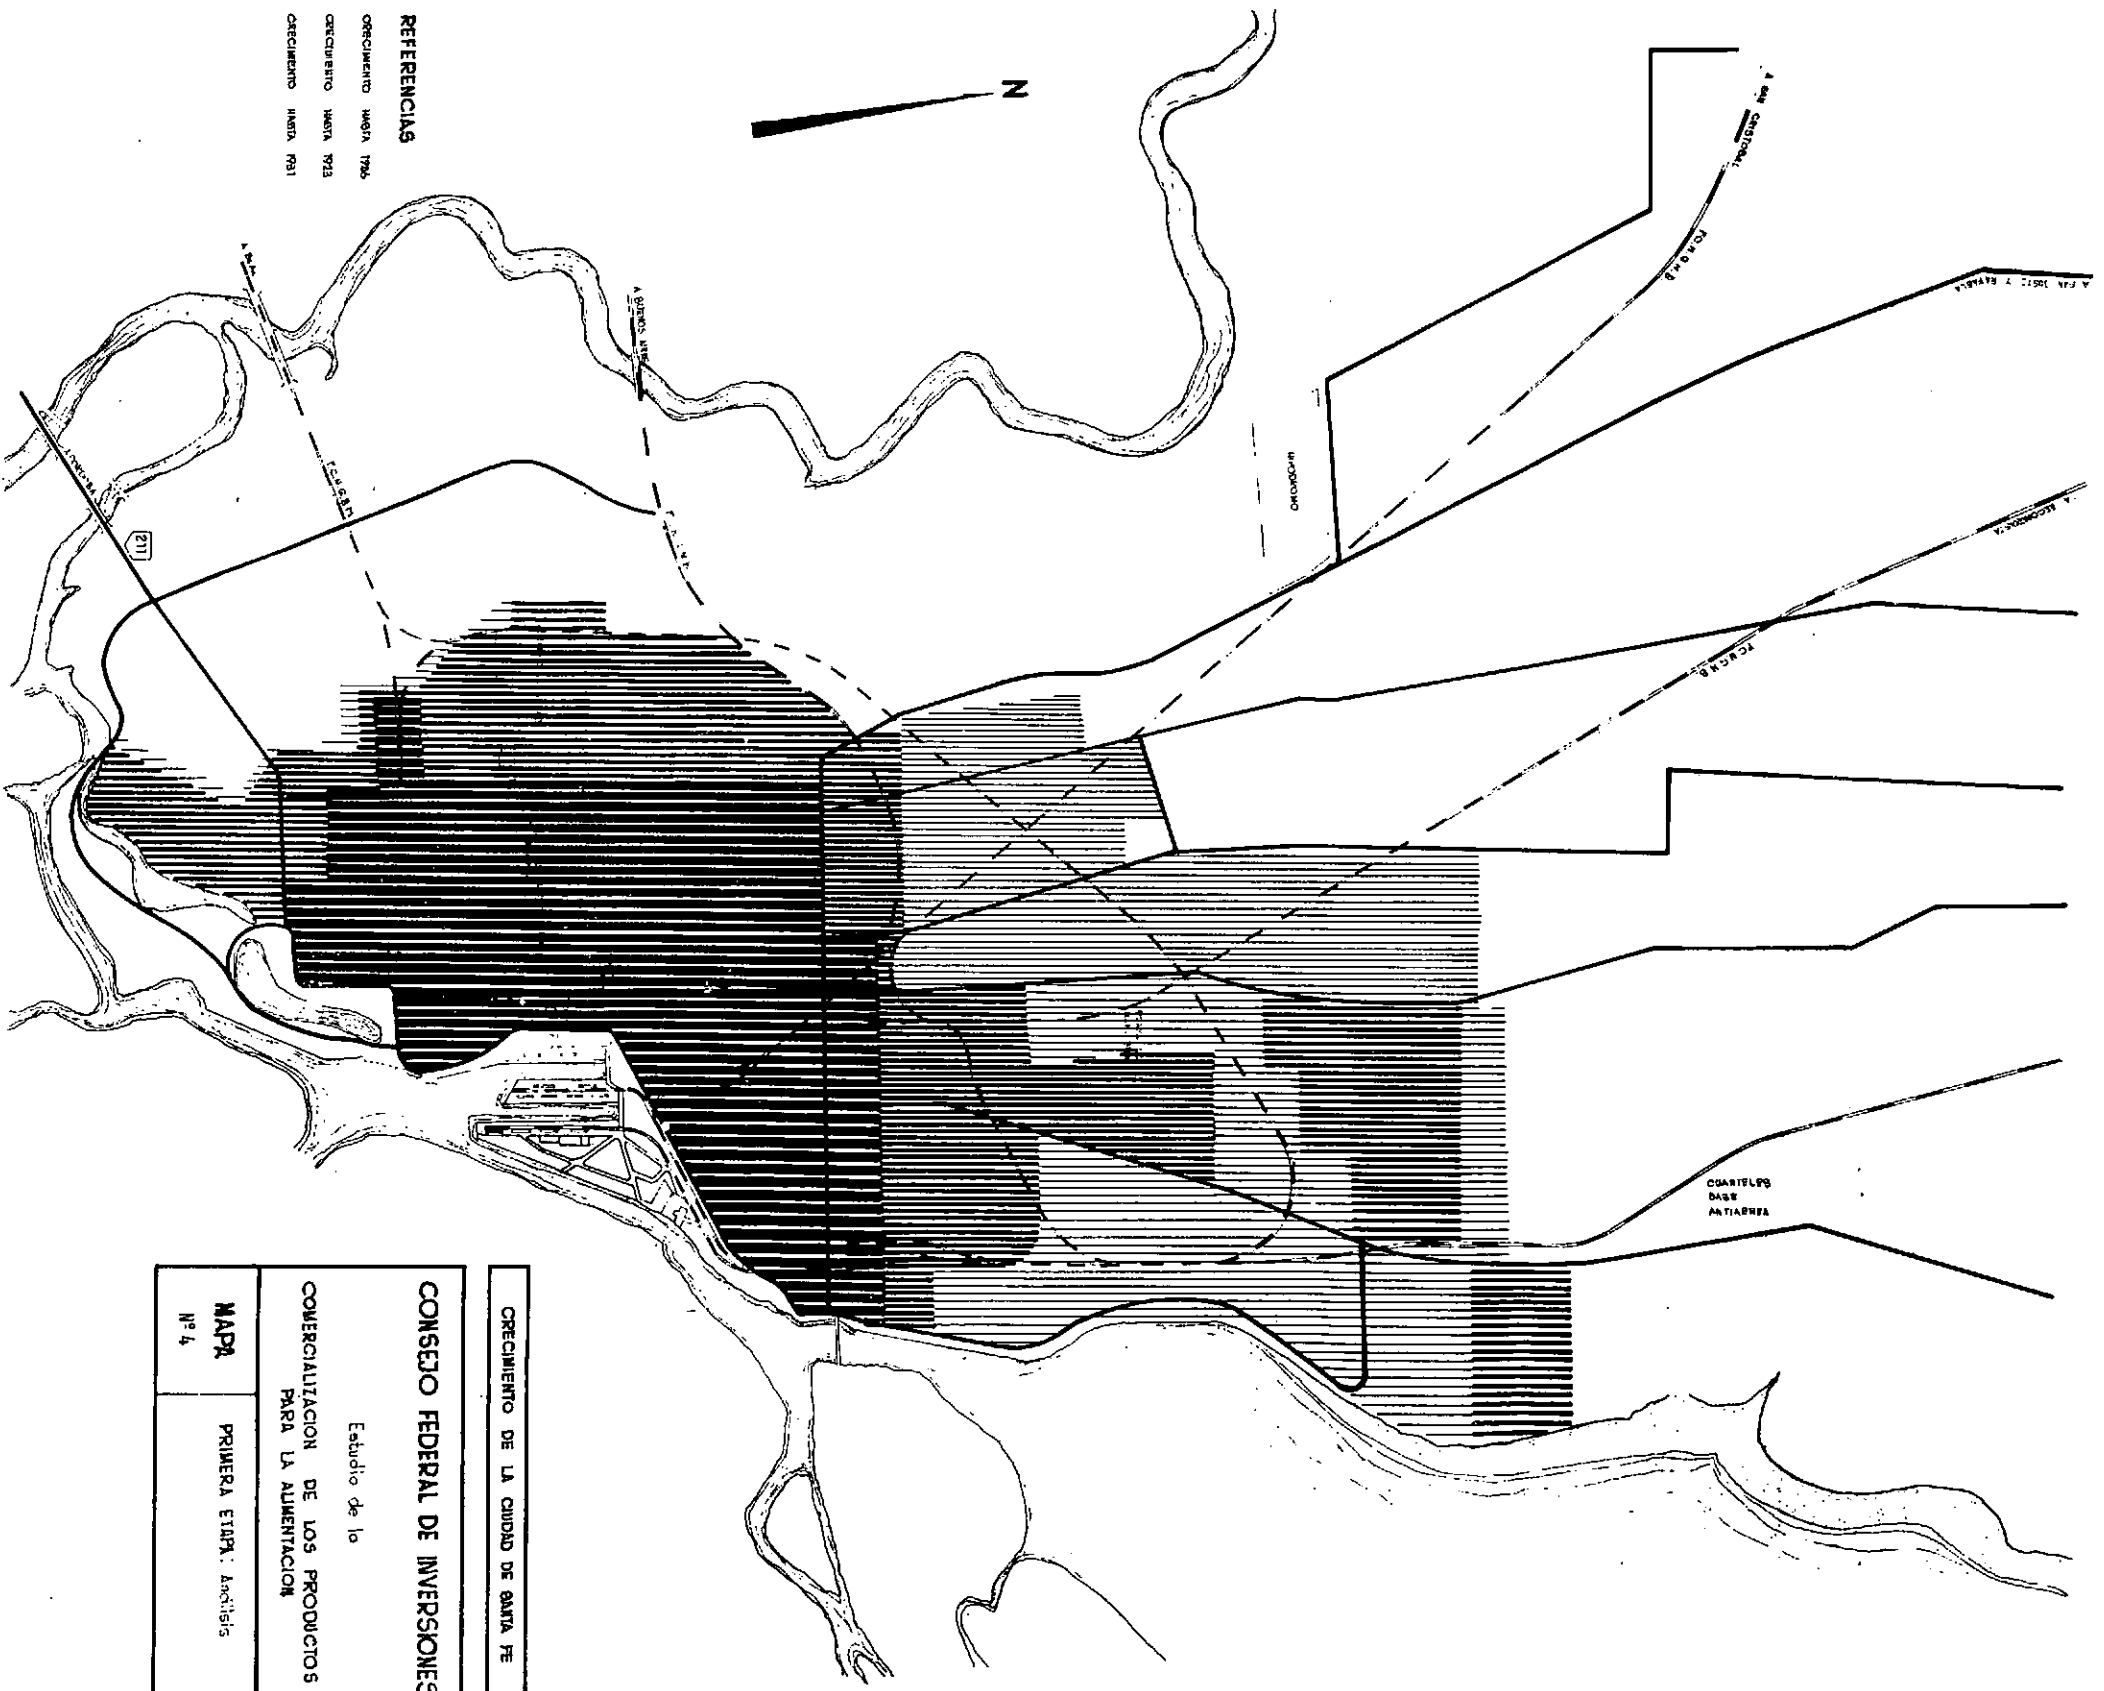 REFERENCIAS
CRECIMIENTO HASTA
CRECIMIENTO HASTA 1923
CRECIMIENTO HASTA 1931
N
A SAN CRISTOBAL
F.C.N.G.M.B
A SAN JOSE Y RAFAELA
A RECONQUISTA
F.C.N.G.M.B
HIPODROMO
A BUENOS AIRES
F.C.N.G.B.M
211
CUARTELES
BASE
ANTIAEREA
CRECIMIENTO DE LA CIUDAD DE SANTA FE
CONSEJO FEDERAL DE INVERSIONES
Estudio de la
COMERCIALIZACION DE LOS PRODUCTOS
PARA LA ALIMENTACION
MAPA
Nº 4
PRIMERA ETAPA: Análisis